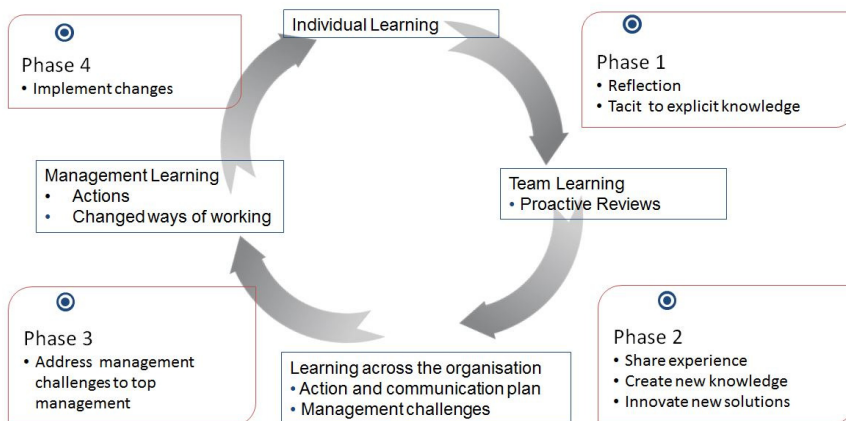 Individual Learning
Phase 1
• Reflection
• Tacit to explicit knowledge
Team Learning
• Proactive Reviews
Phase 2
• Share experience
• Create new knowledge
• Innovate new solutions
Learning across the organisation
• Action and communication plan
• Management challenges
Phase 3
• Address management
challenges to top
management
Management Learning
• Actions
• Changed ways of working
Phase 4
• Implement changes